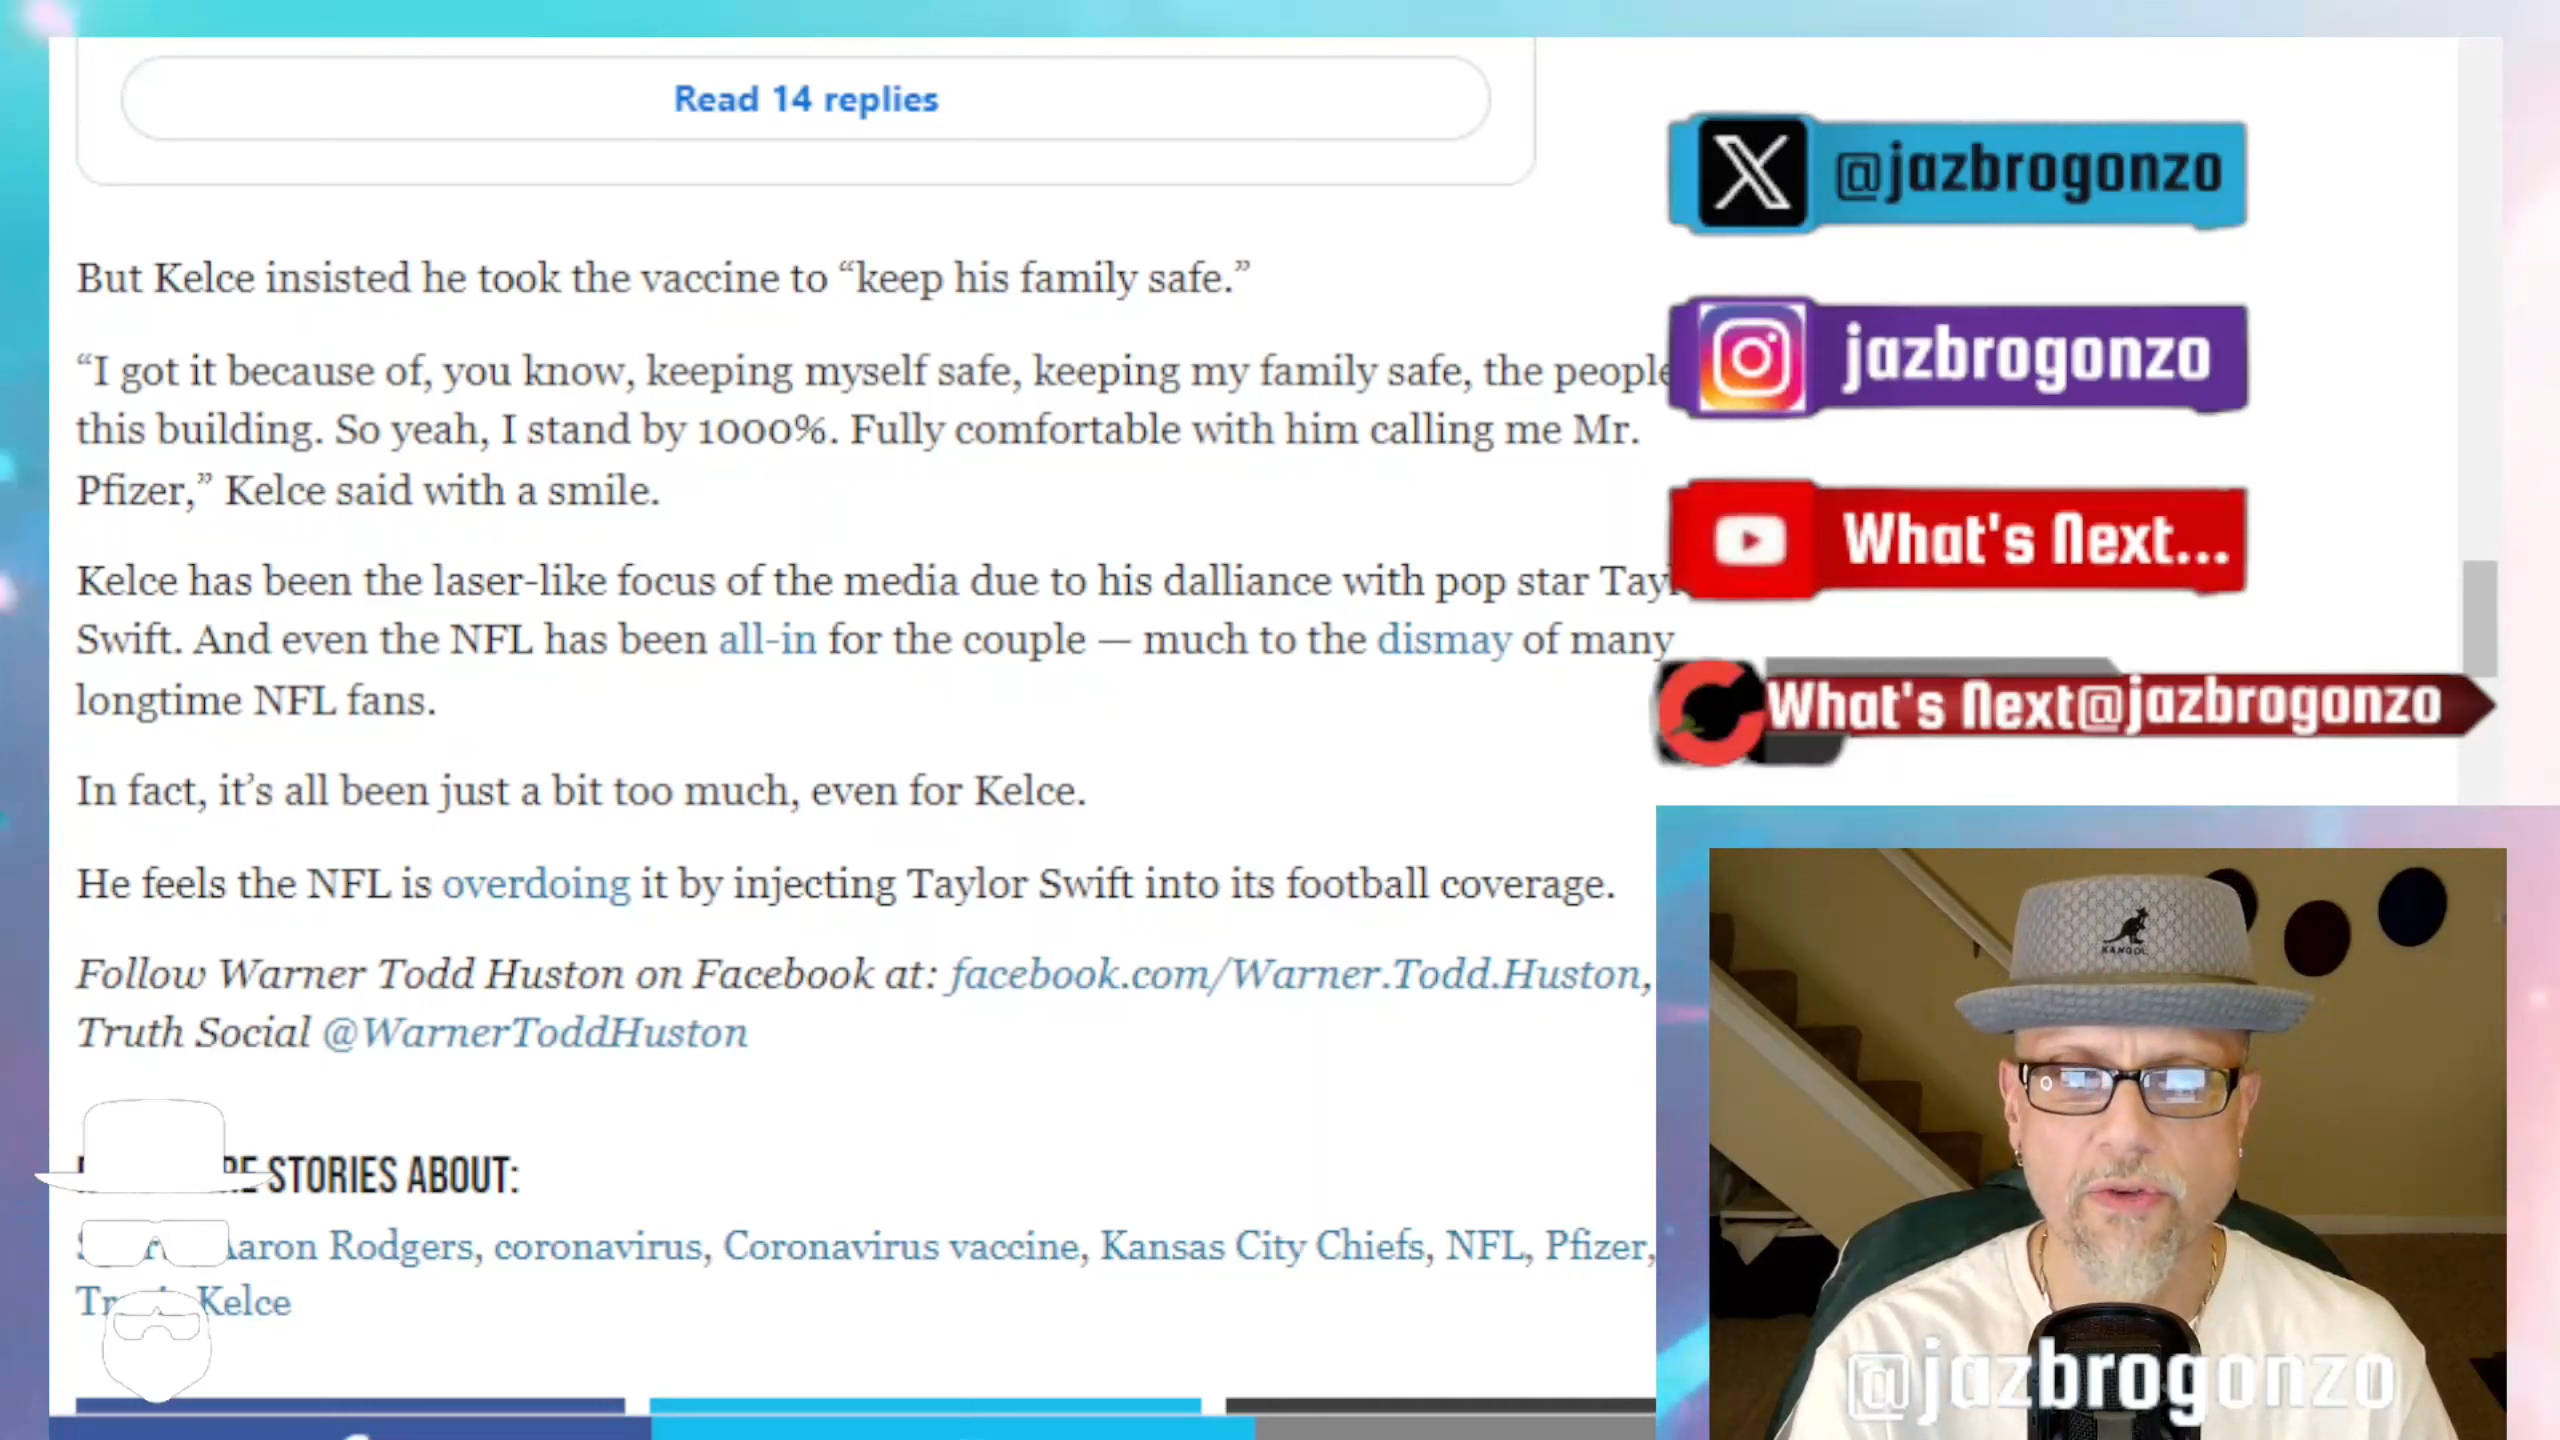 Read 14 replies
But Kelce insisted he took the vaccine to “keep his family safe.”
“I got it because of, you know, keeping myself safe, keeping my family safe, the people
this building. So yeah, I stand by 1000%. Fully comfortable with him calling me Mr.
Pfizer,” Kelce said with a smile.
Kelce has been the laser-like focus of the media due to his dalliance with pop star
Swift. And even the NFL has been all-in for the couple — much to the dismay of many
longtime NFL fans.
In fact, it’s all been just a bit too much, even for Kelce.
He feels the NFL is overdoing it by injecting Taylor Swift into its football coverage.
Follow Warner Todd Huston on Facebook at: facebook.com/Warner.Todd.Huston,
Truth Social @WarnerToddHuston
STORIES ABOUT:
Aaron Rodgers, coronavirus, Coronavirus vaccine, Kansas City Chiefs, NFL, Pfizer,
Kelce
@jazbrogonzo
jazbrogonzo
What's Next...
What's Next@jazbrogonzo
KANGOL
@jazbrogonzo